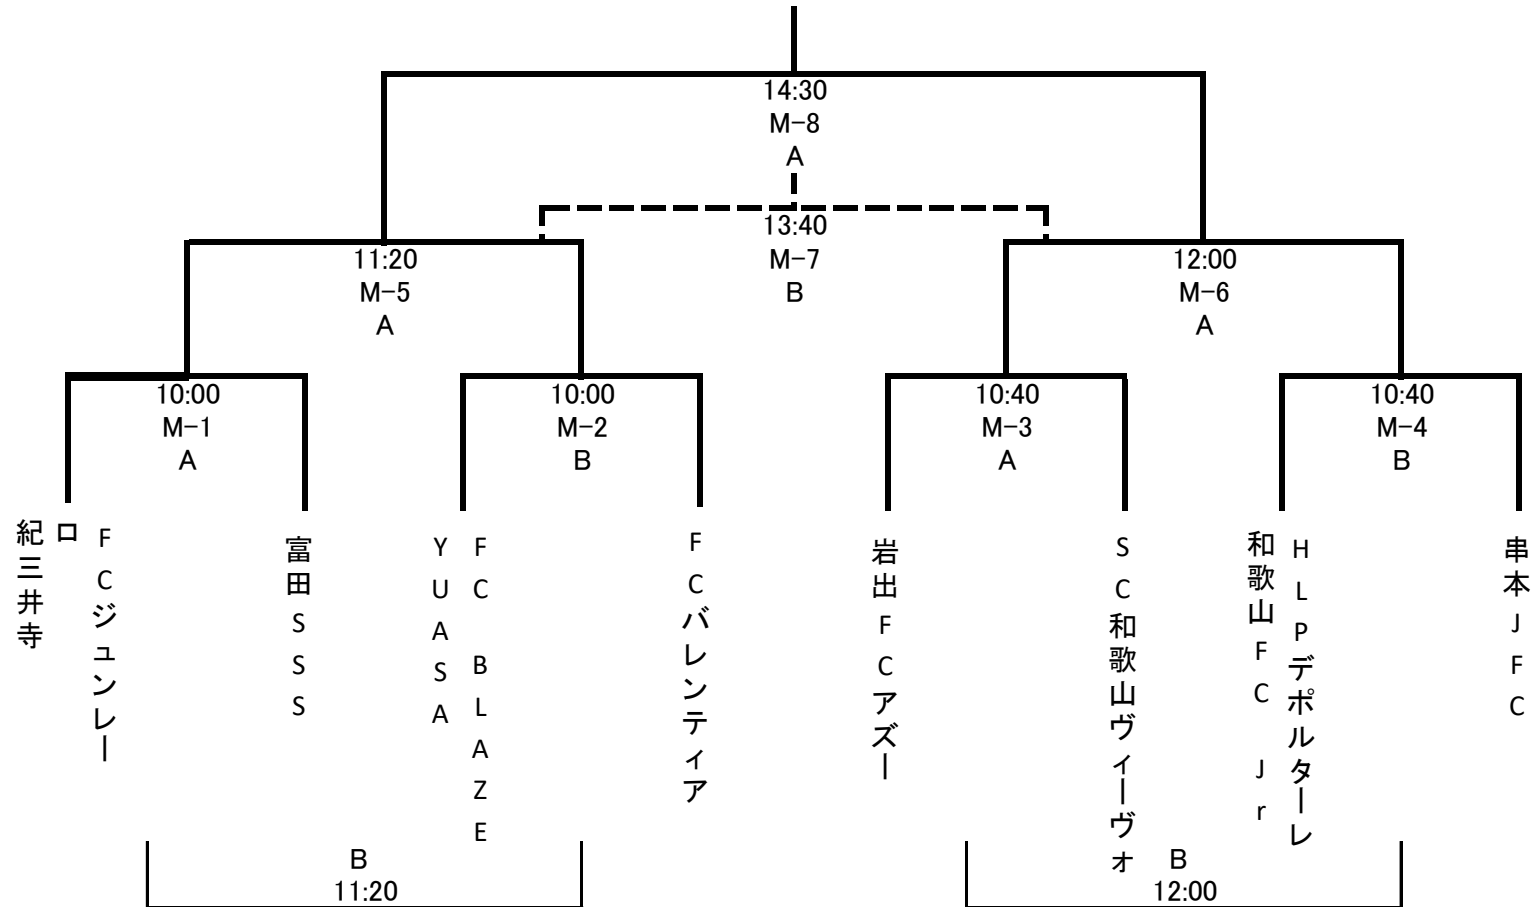 14:30
M-8
A
13:40
M-7
B
11:20
M-5
A
12:00
M-6
A
10:00
M-1
A
10:00
M-2
B
10:40
M-3
A
10:40
M-4
B
FCジュンレー
ロ
紀三井寺
富田SSS
FC BLAZE
YUASA
FCバレンティア
岩出FCアズー
SC和歌山ヴィーヴォ
HLPデポルターレ
和歌山FC Jr
串本JFC
B
11:20
B
12:00